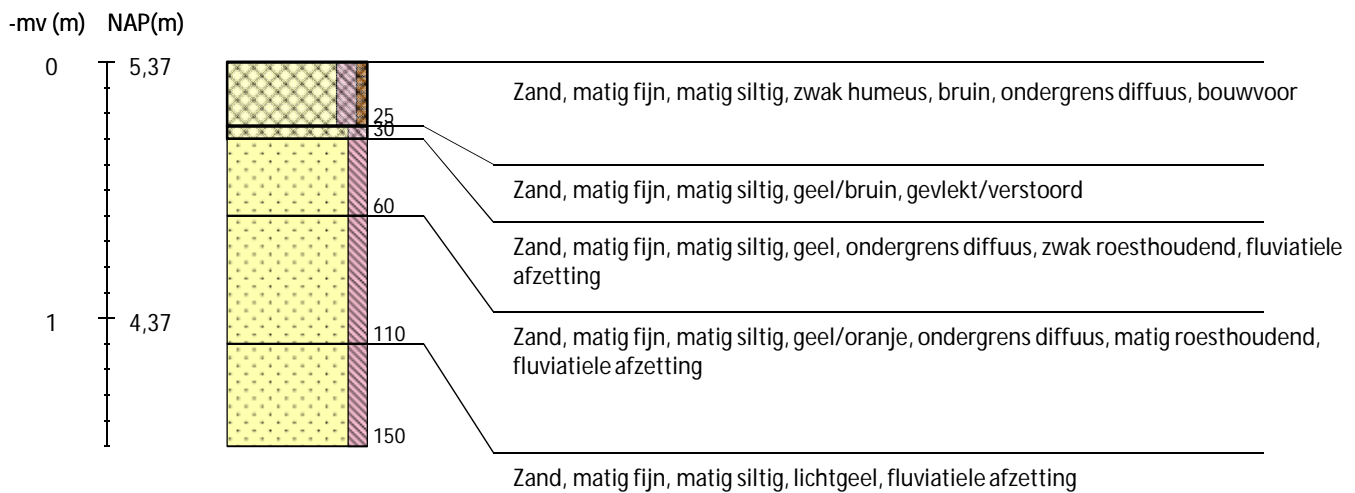 -mv (m) NAP(m)
0 5,37
Zand, matig fijn, matig siltig, zwak humeus, bruin, ondergrens diffuus, bouwvoor
25
30
Zand, matig fijn, matig siltig, geel/bruin, gevlekt/verstoord
60
Zand, matig fijn, matig siltig, geel, ondergrens diffuus, zwak roesthoudend, fluviatiele
afzetting
1 4,37
110
Zand, matig fijn, matig siltig, geel/oranje, ondergrens diffuus, matig roesthoudend,
fluviatiele afzetting
150
Zand, matig fijn, matig siltig, lichtgeel, fluviatiele afzetting